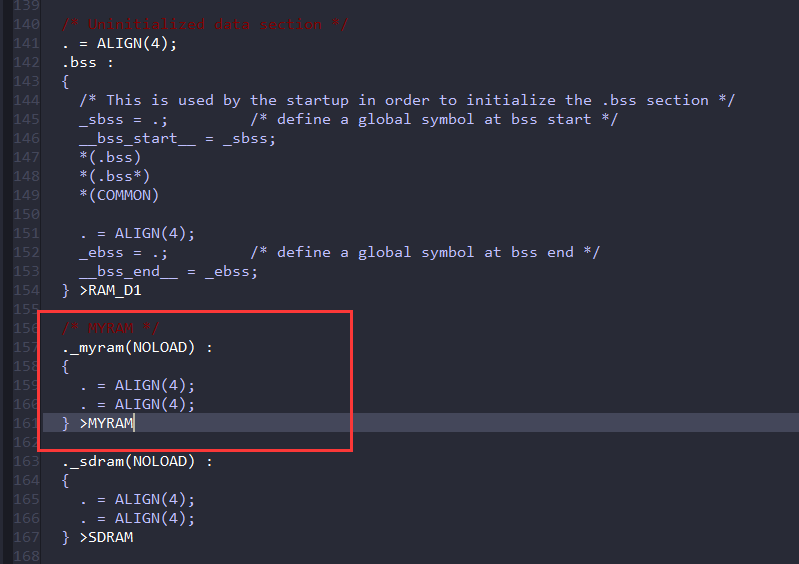 139
140 /* Uninitialized data section */
141 . = ALIGN(4);
142 .bss :
143 {
144 /* This is used by the startup in order to initialize the .bss section */
145 _sbss = .; /* define a global symbol at bss start */
146 __bss_start__ = _sbss;
147 *(.bss)
148 *(.bss*)
149 *(COMMON)
150
151 . = ALIGN(4);
152 _ebss = .; /* define a global symbol at bss end */
153 __bss_end__ = _ebss;
154 } >RAM_D1
155
156 /* MYRAM */
157 ._myram(NOLOAD) :
158 {
159 . = ALIGN(4);
160 . = ALIGN(4);
161 } >MYRAM
162
163 ._sdram(NOLOAD) :
164 {
165 . = ALIGN(4);
166 . = ALIGN(4);
167 } >SDRAM
168